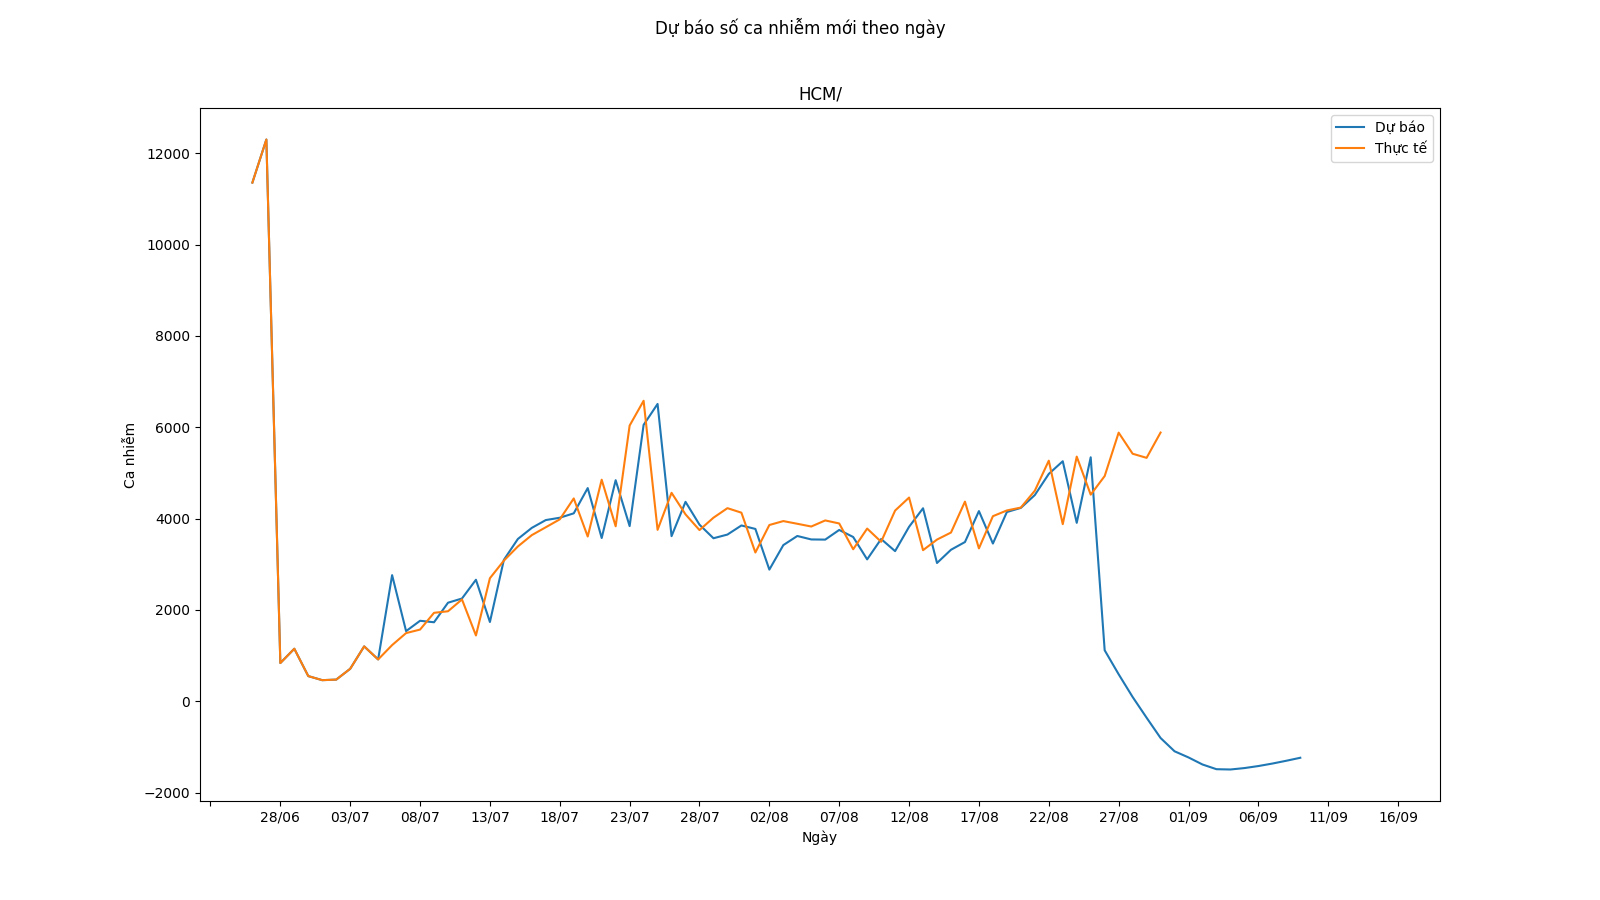 Dự báo số ca nhiễm mới theo ngày
HCM/
Dự báo
Thực tế
12000
10000
8000
6000
4000
2000
0
−2000
Ca nhiễm
28/06 03/07 08/07 13/07 18/07 23/07 28/07 02/08 07/08 12/08 17/08 22/08 27/08 01/09 06/09 11/09 16/09
Ngày